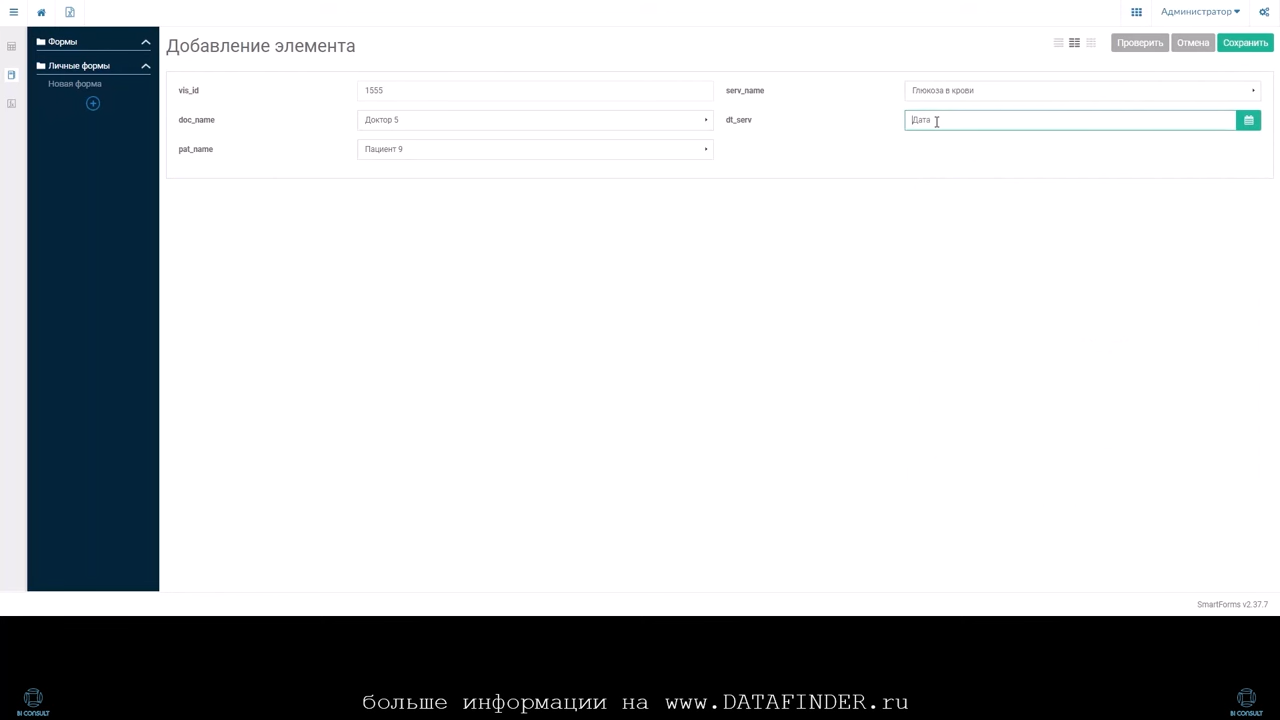 Администратор
Формы
Личные формы
Новая форма
Добавление элемента
Проверить
Отмена
Сохранить
vis_id
1555
serv_name
Глюкоза в крови
doc_name
Доктор 5
dt_serv
Дата
pat_name
Пациент 9
SmartForms v2.37.7
больше информации на www.DATAFINDER.ru
BI CONSULT
BI CONSULT